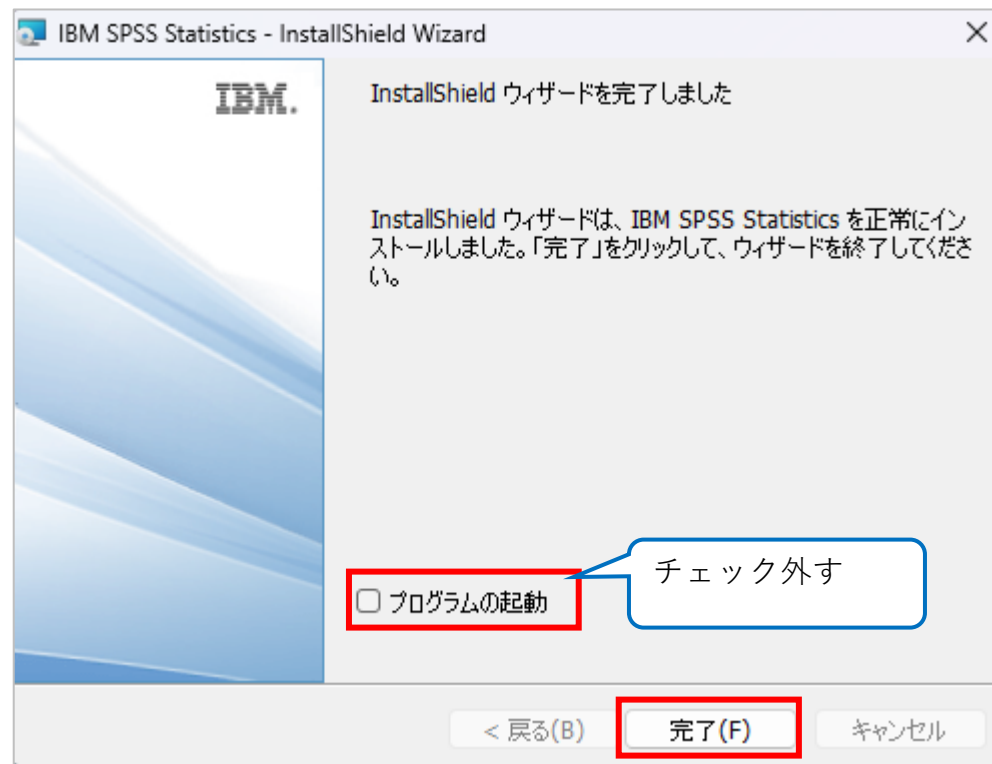 IBM SPSS Statistics - InstallShield Wizard
IBM.
InstallShield ウィザードを完了しました
InstallShield ウィザードは、IBM SPSS Statistics を正常にイン
ストールしました。「完了」をクリックして、ウィザードを終了してくださ
い。
チェック外す
プログラムの起動
< 戻る(B)
完了(F)
キャンセル